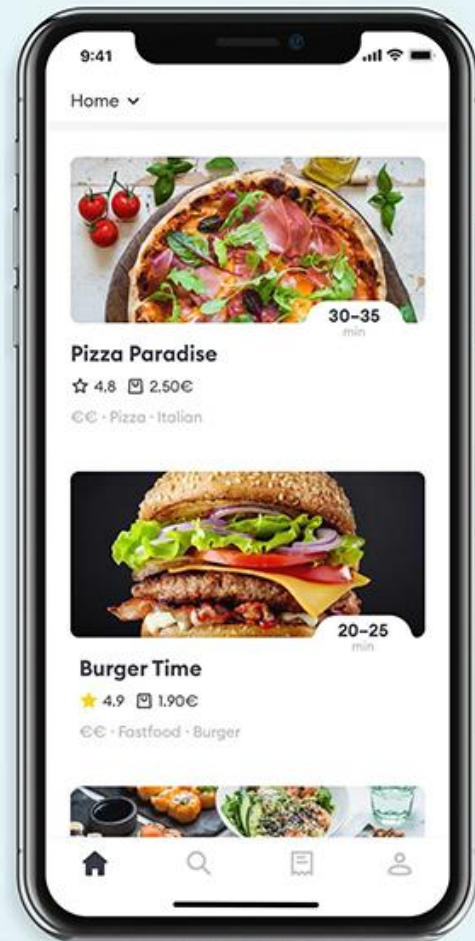 9:41
Home
30–35
min
Pizza Paradise
4.8 2.50€
€€ · Pizza · Italian
20–25
min
Burger Time
4.9 1.90€
€€ · Fastfood · Burger